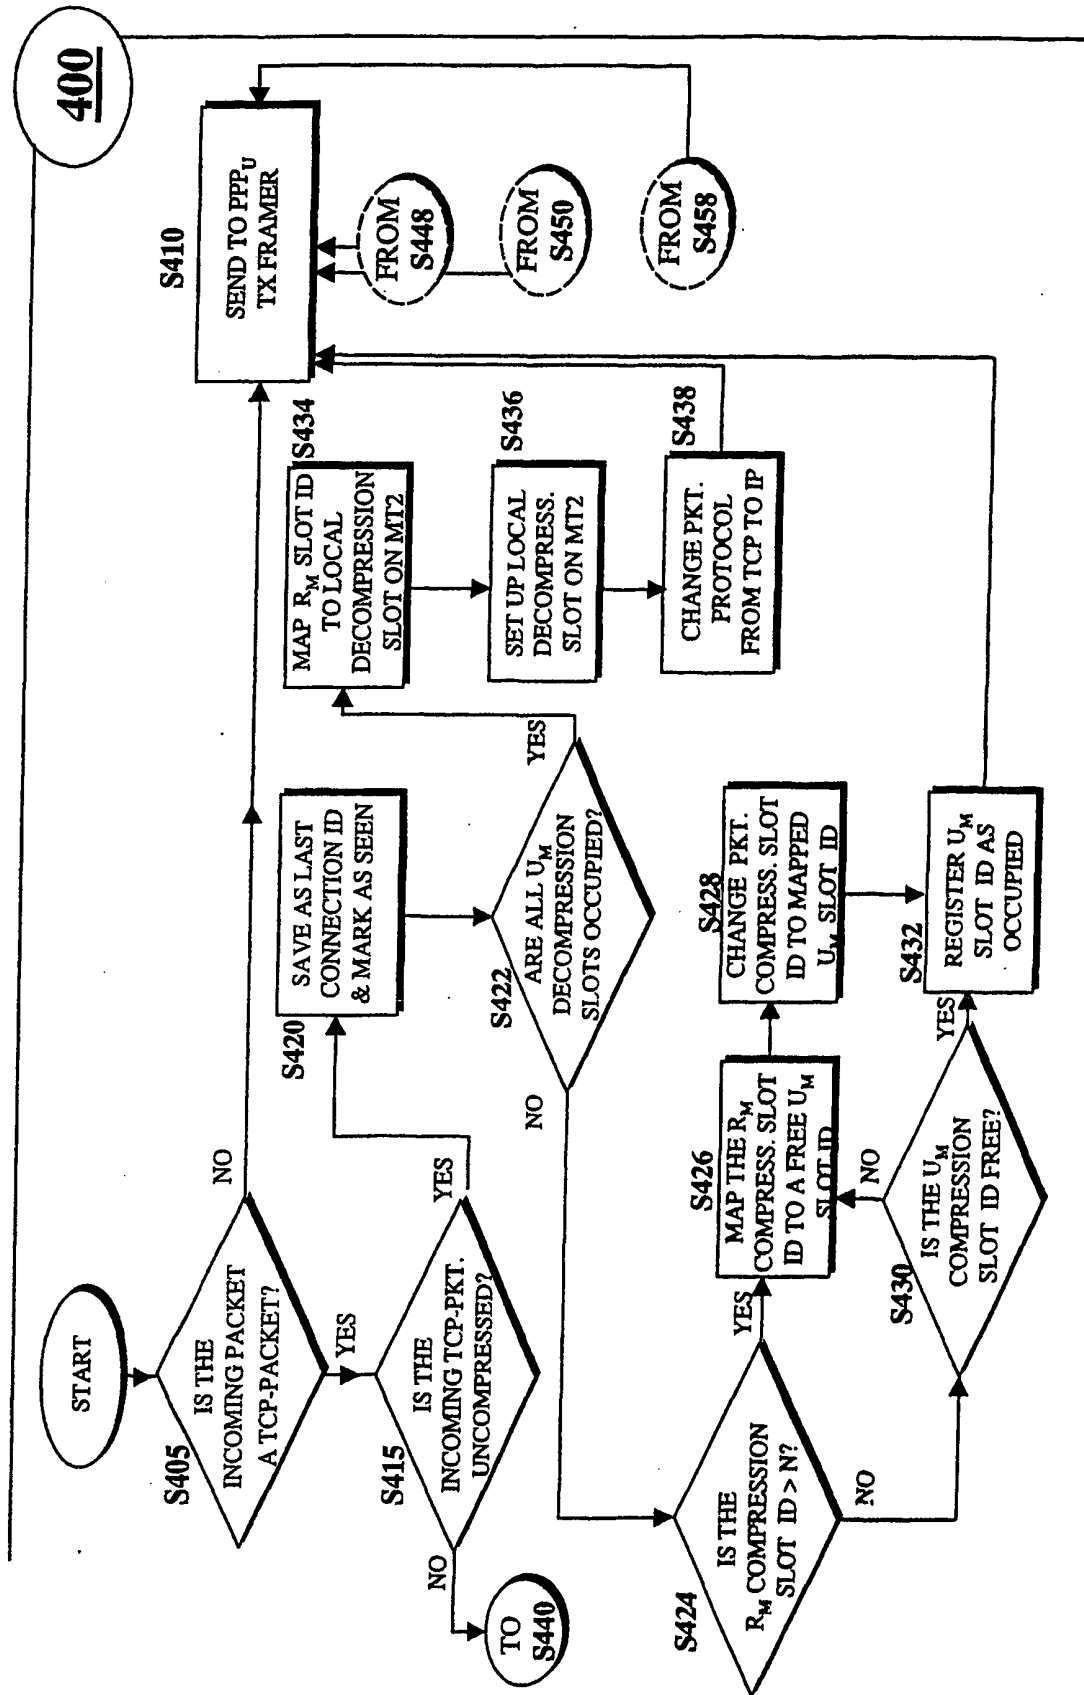 400
START
S405
IS THE
INCOMING PACKET
A TCP-PACKET?
NO
YES
S410
SEND TO PPPU
TX FRAMER
S415
IS THE
INCOMING TCP-PKT.
UNCOMPRESSED?
YES
NO
TO
S440
S420
SAVE AS LAST
CONNECTION ID
& MARK AS SEEN
S422
ARE ALL UM
DECOMPRESSION
SLOTS OCCUPIED?
YES
NO
S434
MAP RM SLOT ID
TO LOCAL
DECOMPRESSION
SLOT ON MT2
S436
SET UP LOCAL
DECOMPRESS.
SLOT ON MT2
S438
CHANGE PKT.
PROTOCOL
FROM TCP TO IP
FROM
S448
FROM
S450
FROM
S458
S424
IS THE
RM COMPRESSION
SLOT ID > N?
YES
NO
S426
MAP THE RM
COMPRESS. SLOT
ID TO A FREE UM
SLOT ID
S428
CHANGE PKT.
COMPRESS. SLOT
ID TO MAPPED
UM SLOT ID
S430
IS THE UM
COMPRESSION
SLOT ID FREE?
NO
YES
S432
REGISTER UM
SLOT ID AS
OCCUPIED